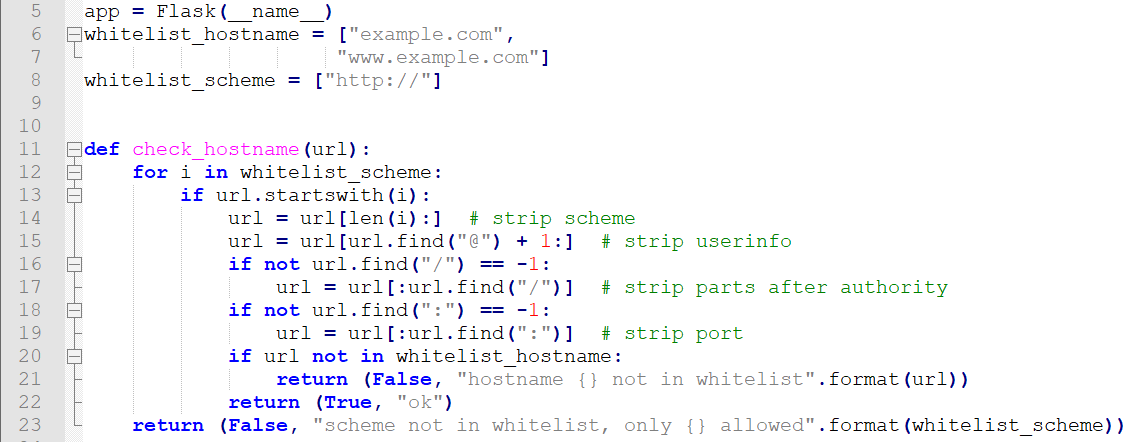 5 app = Flask(__name__)
6 whitelist_hostname = ["example.com",
7                      "www.example.com"]
8 whitelist_scheme = ["http://"]
9
10
11 def check_hostname(url):
12     for i in whitelist_scheme:
13         if url.startswith(i):
14             url = url[len(i):]  # strip scheme
15             url = url[url.find("@") + 1:]  # strip userinfo
16             if not url.find("/") == -1:
17                 url = url[:url.find("/")]  # strip parts after authority
18             if not url.find(":") == -1:
19                 url = url[:url.find(":")]  # strip port
20             if url not in whitelist_hostname:
21                 return (False, "hostname {} not in whitelist".format(url))
22             return (True, "ok")
23     return (False, "scheme not in whitelist, only {} allowed".format(whitelist_scheme))